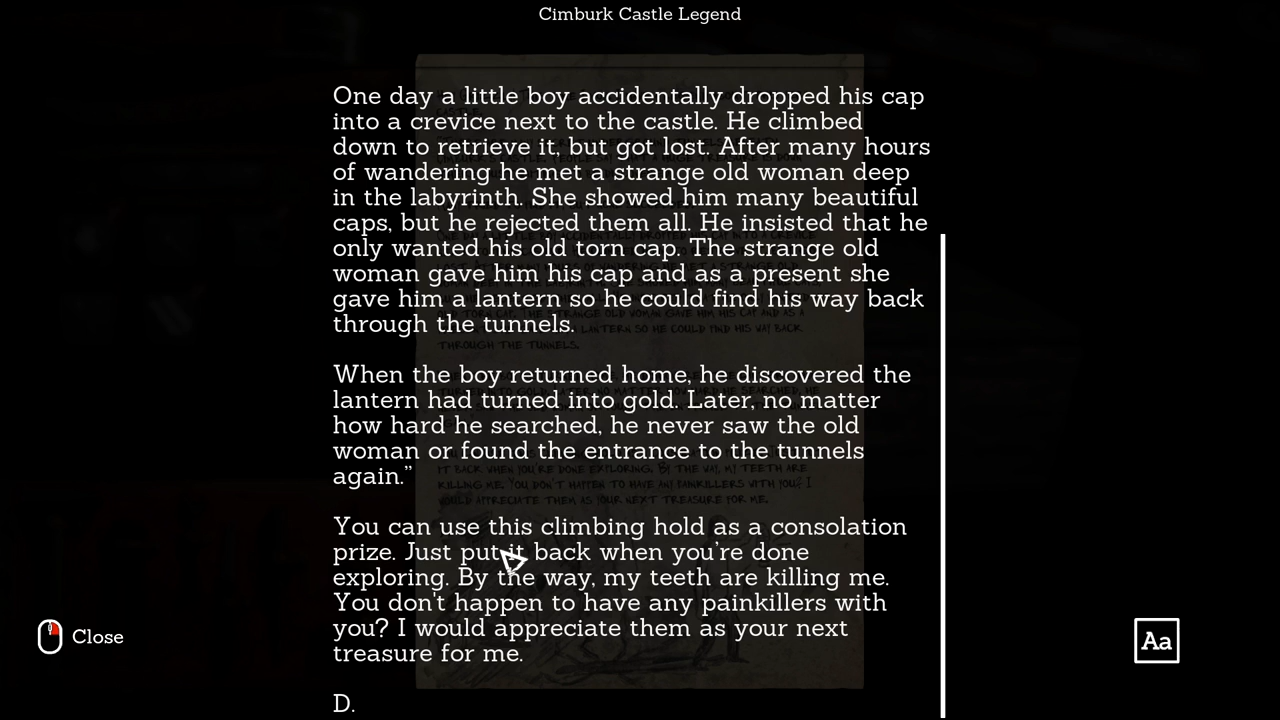 Cimburk Castle Legend
One day a little boy accidentally dropped his cap
into a crevice next to the castle. He climbed
down to retrieve it, but got lost. After many hours
of wandering he met a strange old woman deep
in the labyrinth. She showed him many beautiful
caps, but he rejected them all. He insisted that he
only wanted his old torn cap. The strange old
woman gave him his cap and as a present she
gave him a lantern so he could find his way back
through the tunnels.
When the boy returned home, he discovered the
lantern had turned into gold. Later, no matter
how hard he searched, he never saw the old
woman or found the entrance to the tunnels
again.”
You can use this climbing hold as a consolation
prize. Just put it back when you’re done
exploring. By the way, my teeth are killing me.
You don't happen to have any painkillers with
you? I would appreciate them as your next
treasure for me.
D.
Close
Aa